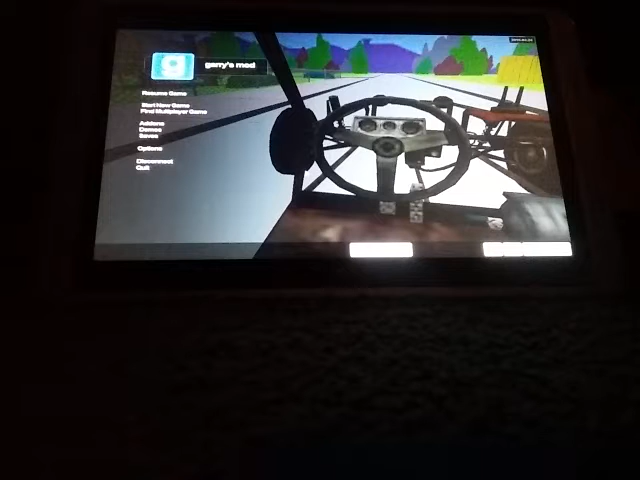 garry's mod
Resume Game
Start New Game
Find Multiplayer Game
Addons
Demos
Saves
Options
Disconnect
Quit